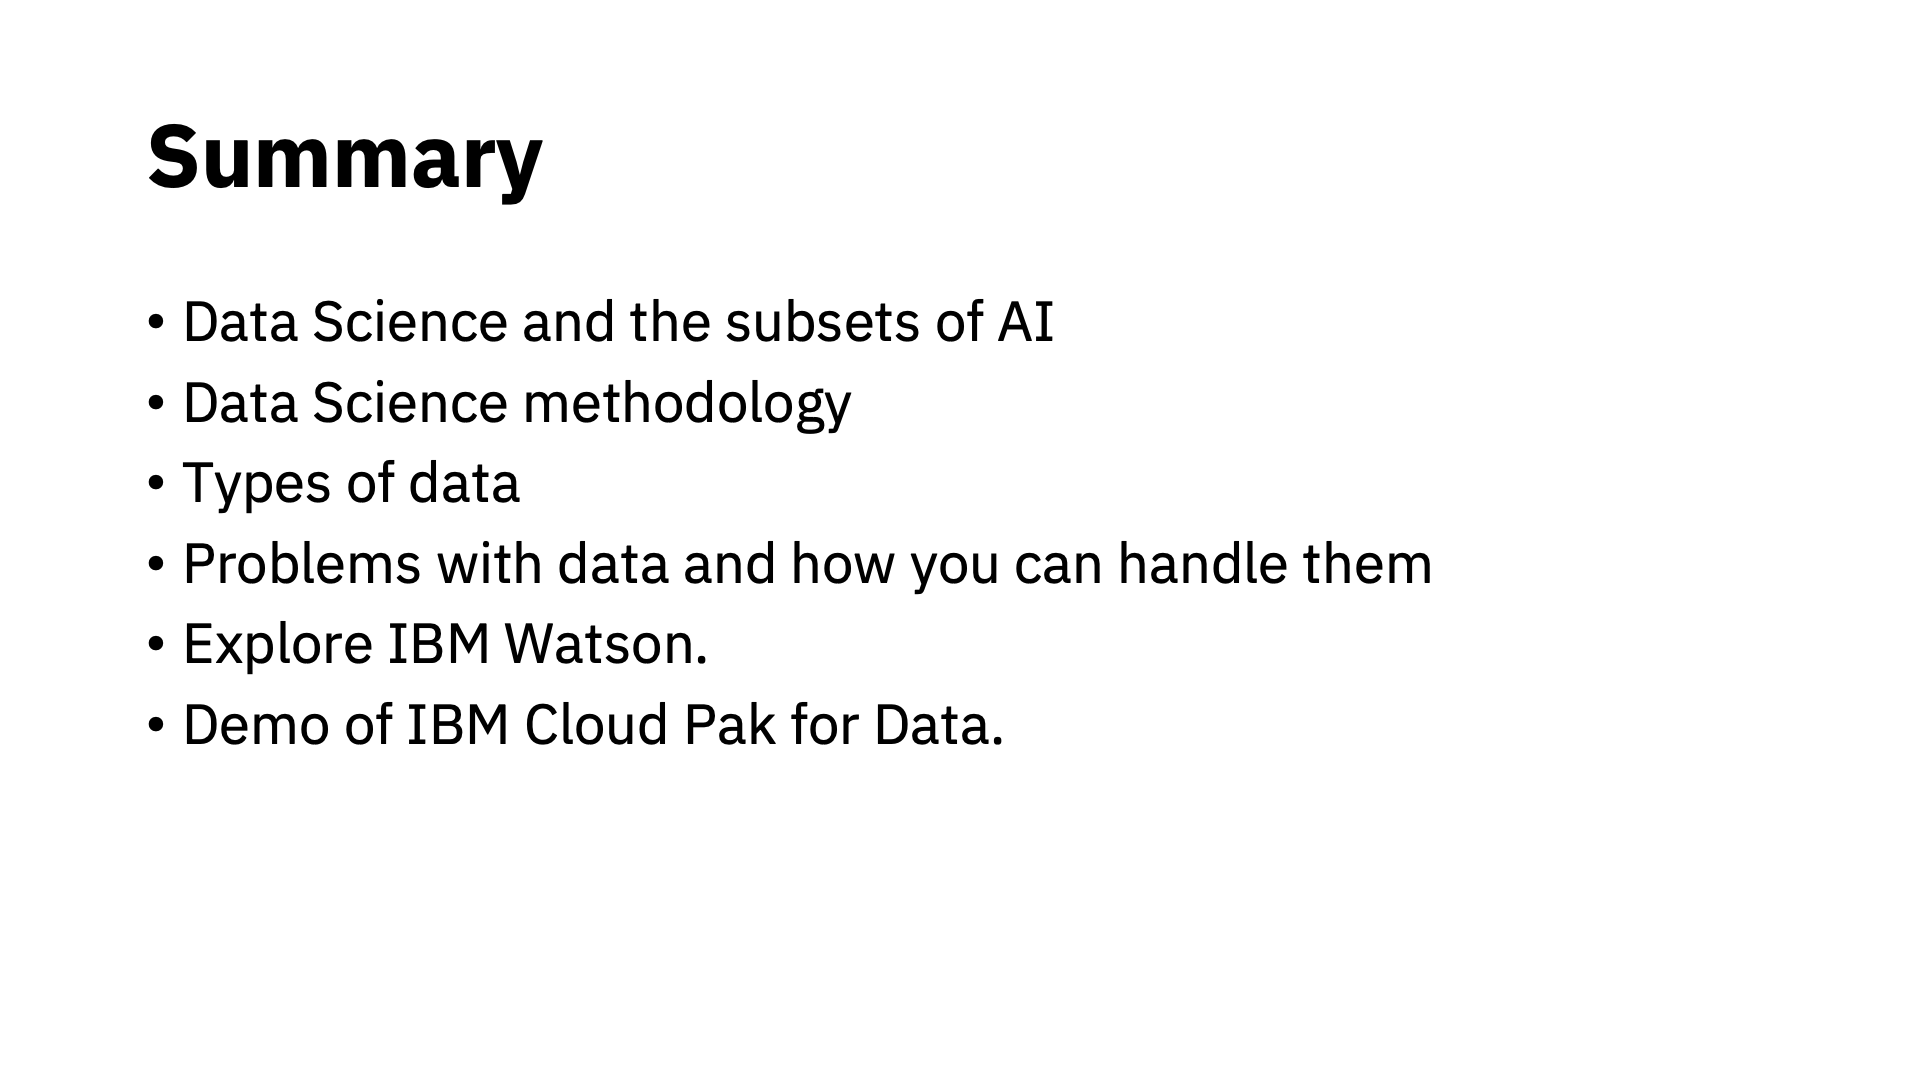 Summary
• Data Science and the subsets of AI
• Data Science methodology
• Types of data
• Problems with data and how you can handle them
• Explore IBM Watson.
• Demo of IBM Cloud Pak for Data.